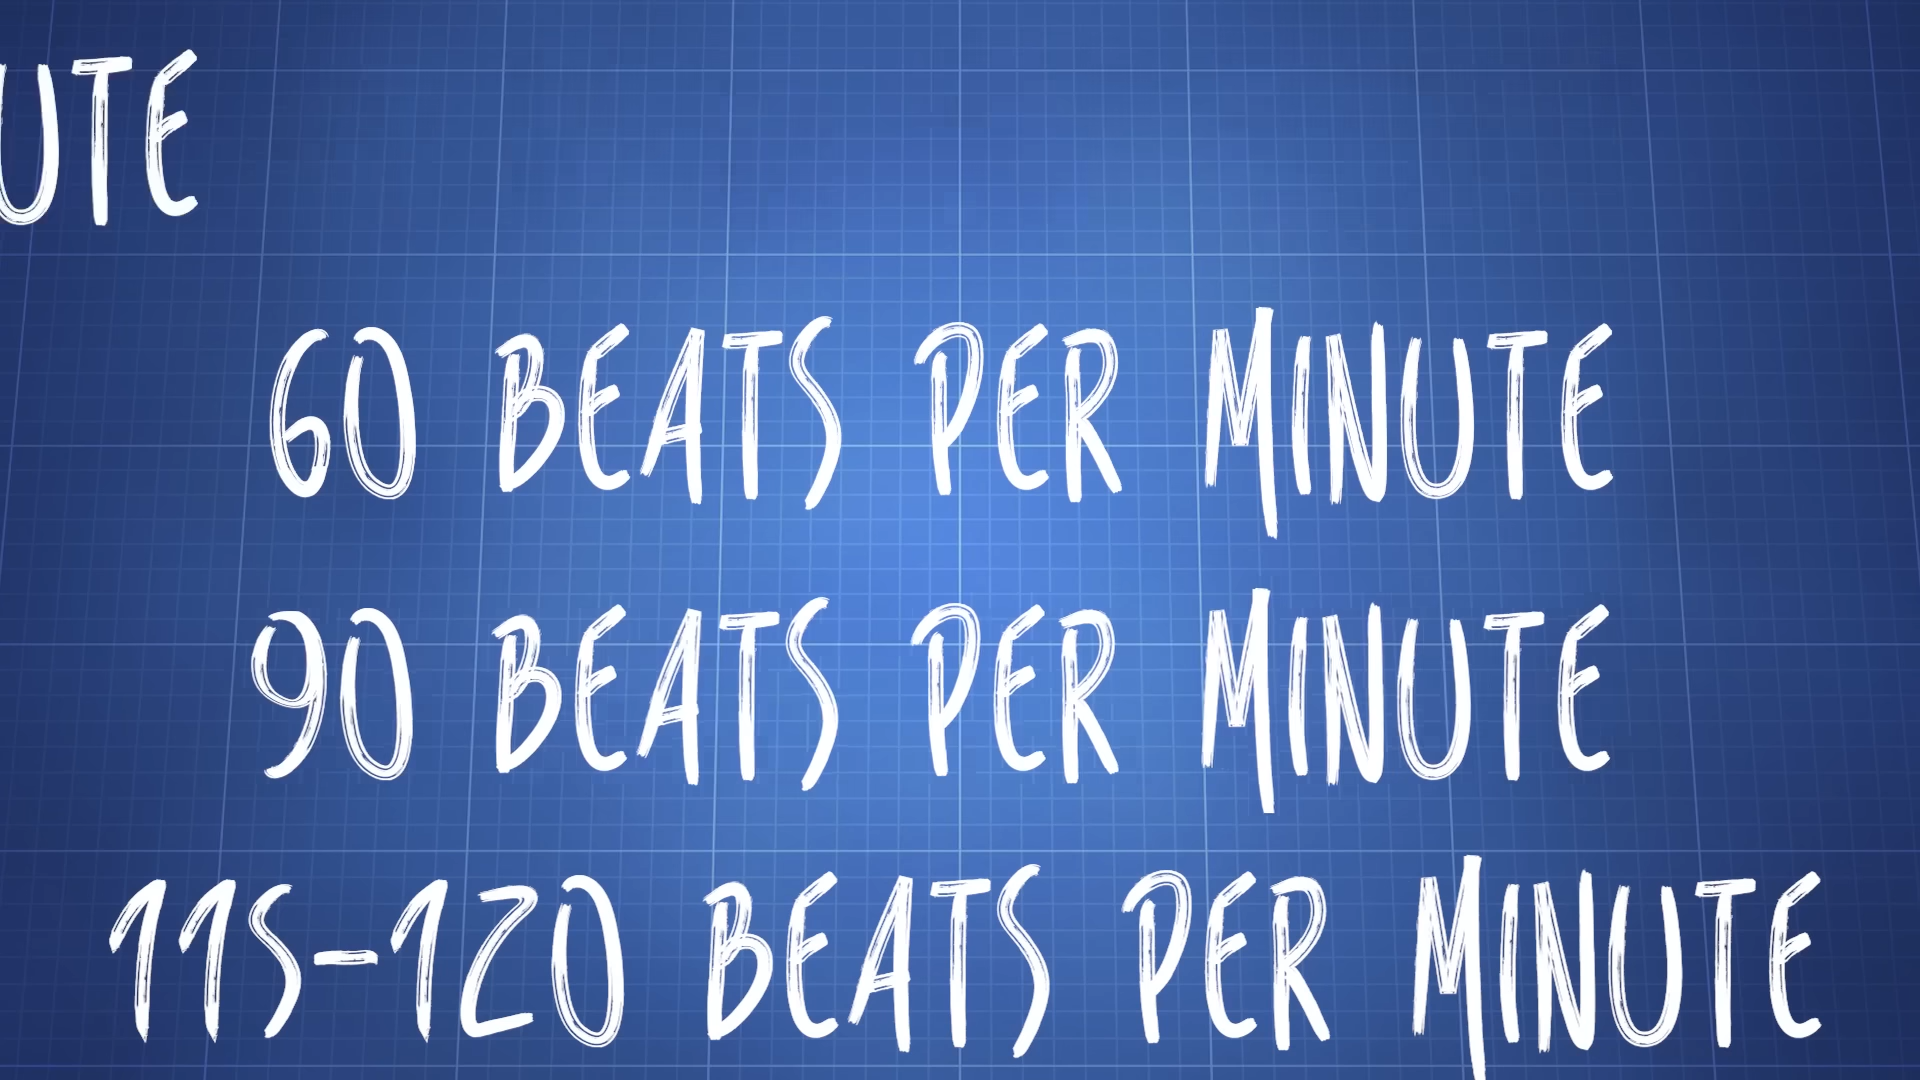 UTE
60 BEATS PER MINUTE
90 BEATS PER MINUTE
115-120 BEATS PER MINUTE